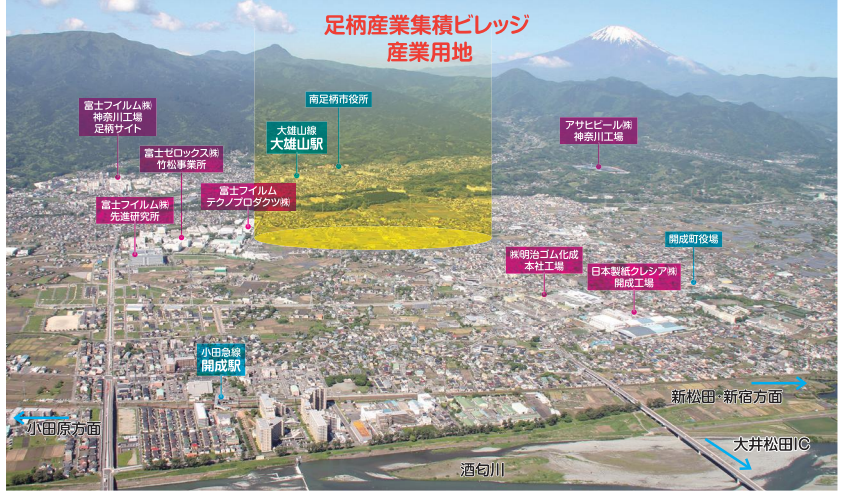 足柄産業集積ビレッジ
産業用地
富士フイルム㈱
神奈川工場
足柄サイト
富士ゼロックス㈱
竹松事業所
大雄山線
大雄山駅
南足柄市役所
アサヒビール㈱
神奈川工場
富士フイルム㈱
先進研究所
富士フイルム
テクノプロダクツ㈱
㈱明治ゴム化成
本社工場
日本製紙クレシア㈱
開成工場
開成町役場
小田急線
開成駅
小田原方面
新松田・新宿方面
大井松田IC
酒匂川